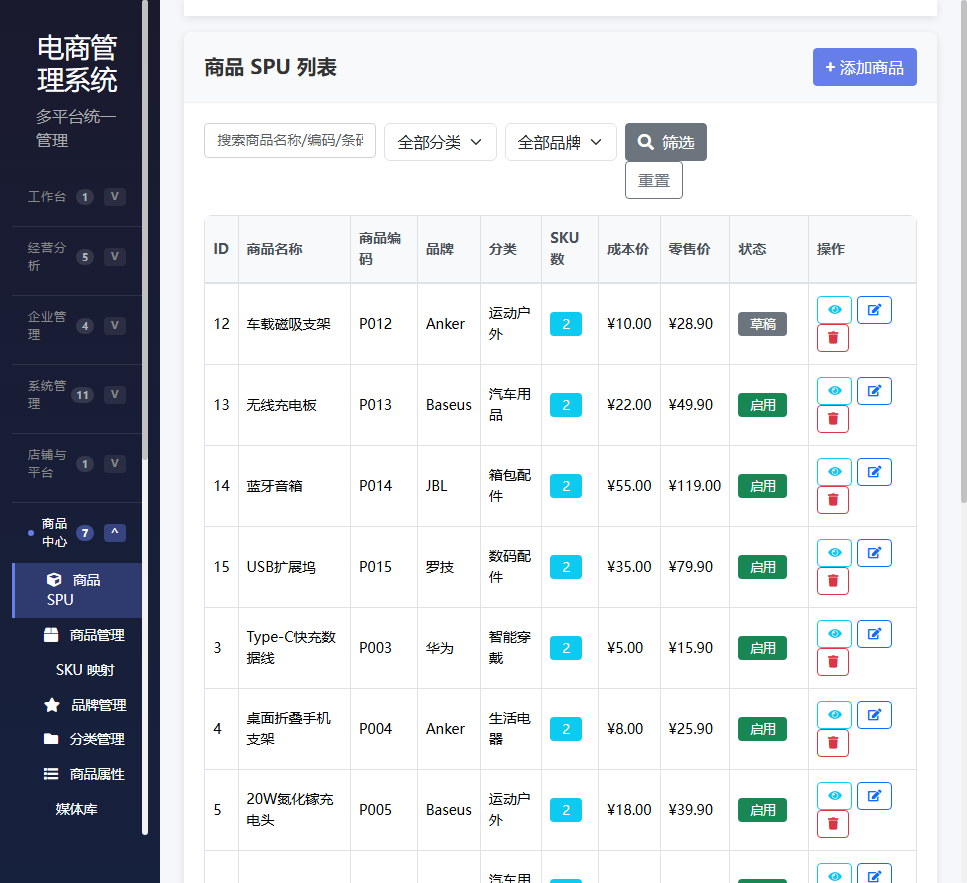 电商管
理系统
多平台统一
管理
工作台 1 V
经营分
析 5 V
企业管
理 4 V
系统管
理 11 V
店铺与
平台 1 V
商品
中心 7 ^
商品
SPU
商品管理
SKU 映射
品牌管理
分类管理
商品属性
媒体库
商品 SPU 列表
+ 添加商品
搜索商品名称/编码/条码 全部分类 全部品牌 筛选
重置
ID 商品名称 商品编码 品牌 分类 SKU 数 成本价 零售价 状态 操作
12 车载磁吸支架 P012 Anker 运动户外 2 ¥10.00 ¥28.90 草稿
13 无线充电板 P013 Baseus 汽车用品 2 ¥22.00 ¥49.90 启用
14 蓝牙音箱 P014 JBL 箱包配件 2 ¥55.00 ¥119.00 启用
15 USB扩展坞 P015 罗技 数码配件 2 ¥35.00 ¥79.90 启用
3 Type-C快充数据线 P003 华为 智能穿戴 2 ¥5.00 ¥15.90 启用
4 桌面折叠手机支架 P004 Anker 生活电器 2 ¥8.00 ¥25.90 启用
5 20W氮化镓充电头 P005 Baseus 运动户外 2 ¥18.00 ¥39.90 启用
汽车用